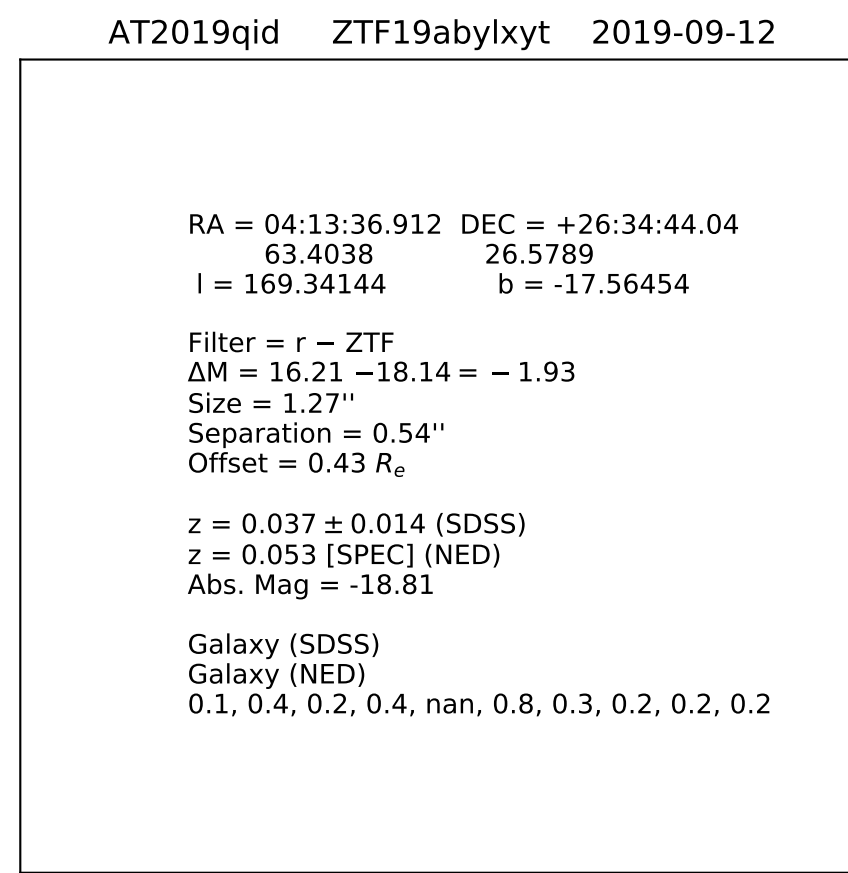 AT2019qid ZTF19abylxyt 2019-09-12
RA = 04:13:36.912 DEC = +26:34:44.04
63.4038 26.5789
l = 169.34144 b = -17.56454
Filter = r − ZTF
ΔM = 16.21 −18.14 = − 1.93
Size = 1.27''
Separation = 0.54''
Offset = 0.43 Re
z = 0.037 ± 0.014 (SDSS)
z = 0.053 [SPEC] (NED)
Abs. Mag = -18.81
Galaxy (SDSS)
Galaxy (NED)
0.1, 0.4, 0.2, 0.4, nan, 0.8, 0.3, 0.2, 0.2, 0.2